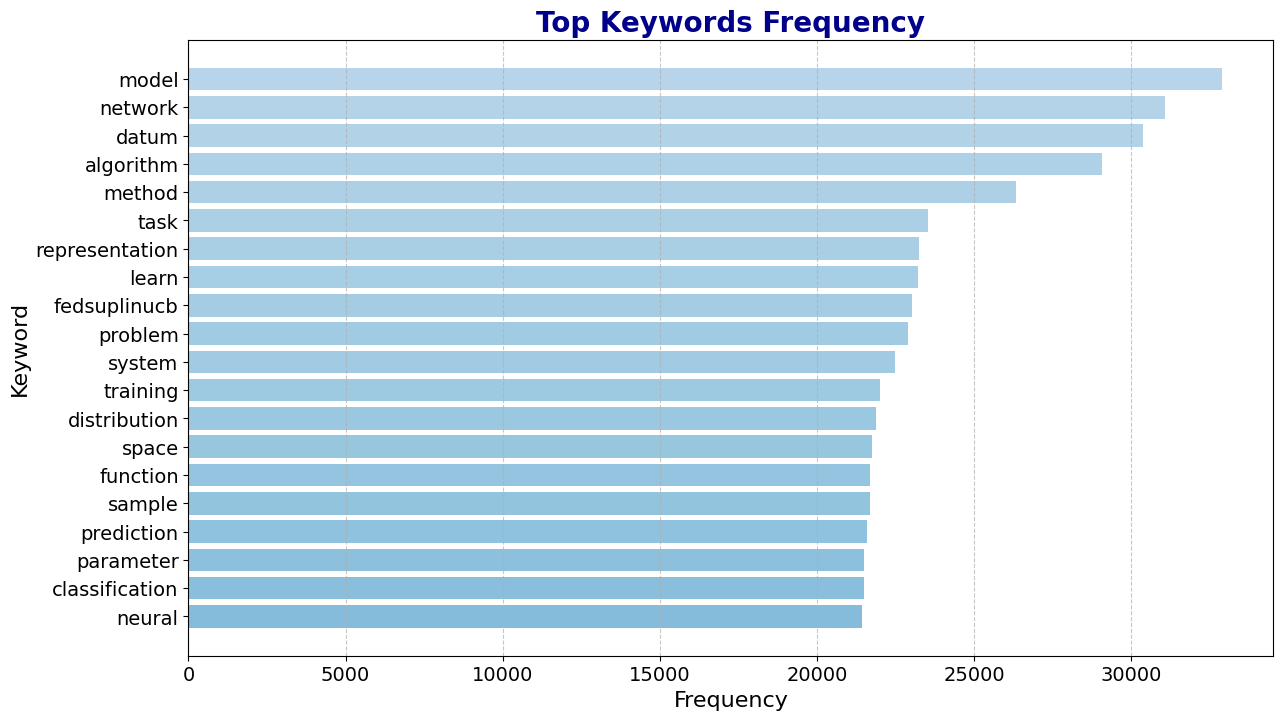 Top Keywords Frequency
Keyword
model
network
datum
algorithm
method
task
representation
learn
fedsuplinucb
problem
system
training
distribution
space
function
sample
prediction
parameter
classification
neural
0 5000 10000 15000 20000 25000 30000
Frequency